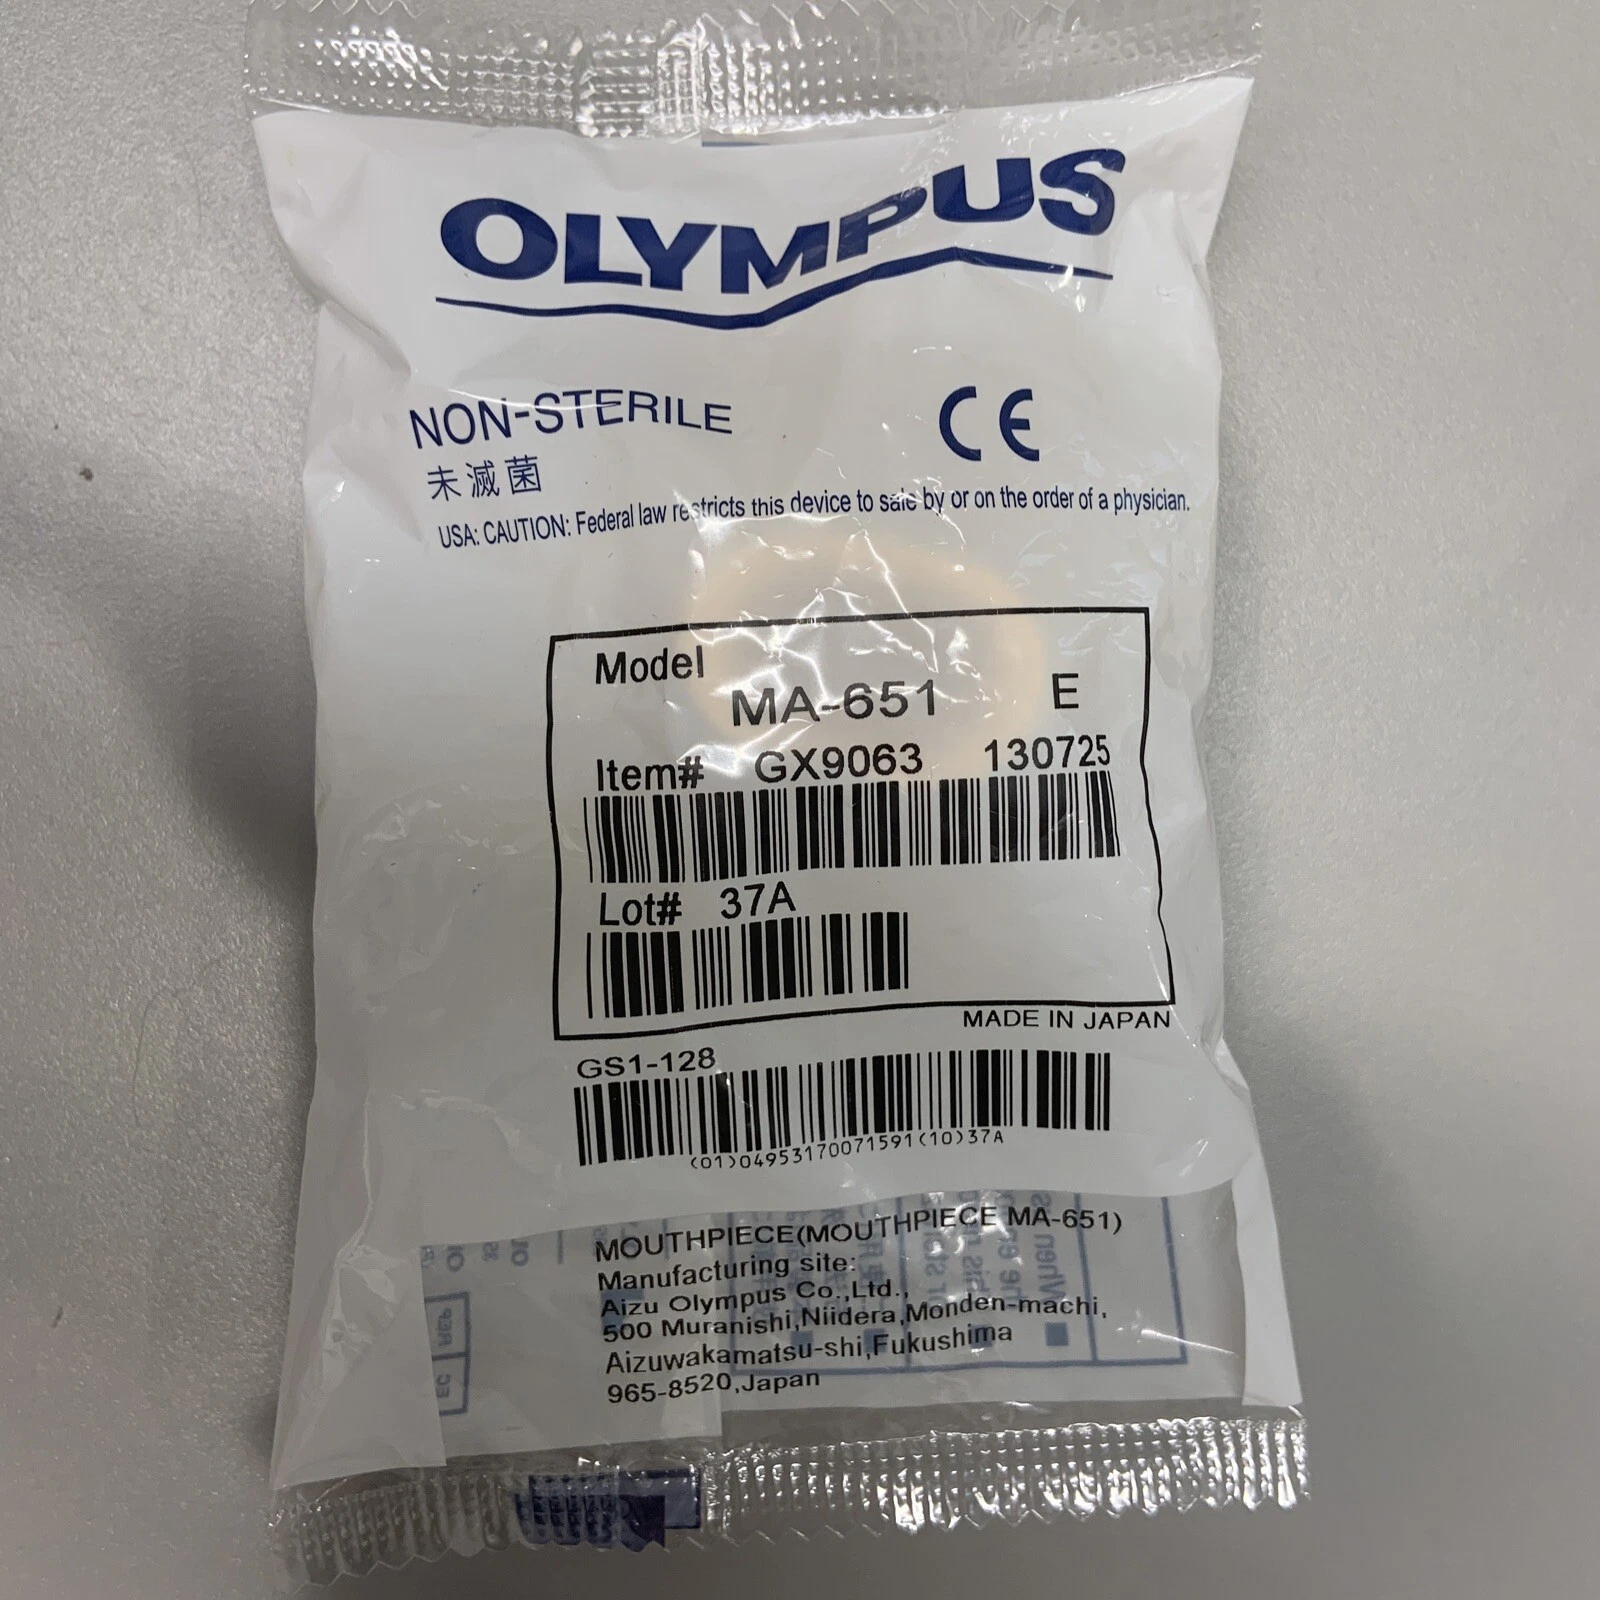 OLYMPUS
NON-STERILE
未滅菌
USA: CAUTION: Federal law restricts this device to sale by or on the order of a physician.
CE
Model
MA-651 E
Item# GX9063 130725
Lot# 37A
MADE IN JAPAN
GS1-128
(01)04953170071591(10)37A
MOUTHPIECE(MOUTHPIECE MA-651)
Manufacturing site:
Aizu Olympus Co.,Ltd.,
500 Muranishi,Niidera,Monden-machi,
Aizuwakamatsu-shi,Fukushima
965-8520,Japan
EC REP